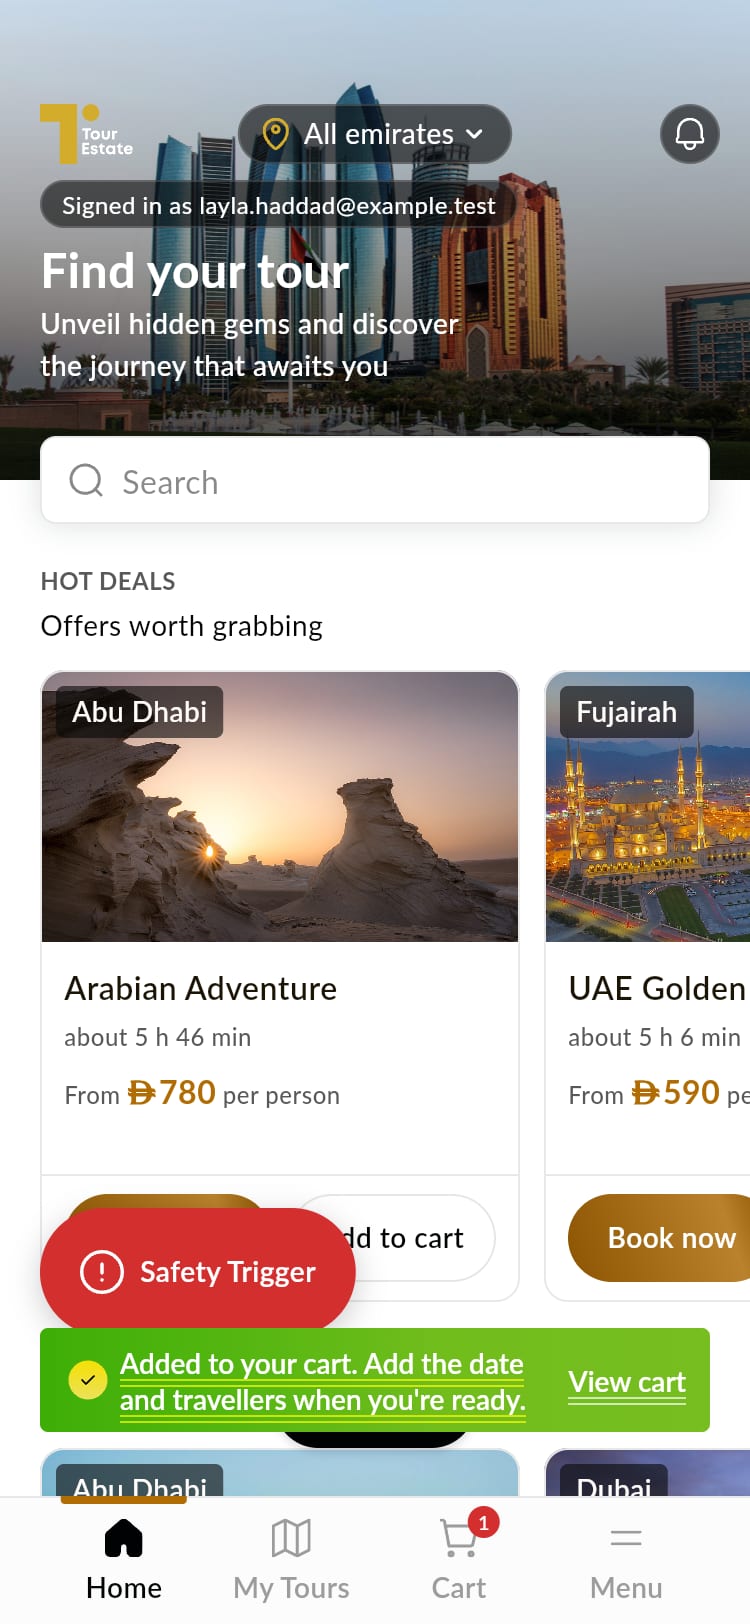 Tour
Estate
All emirates
Signed in as layla.haddad@example.test
Find your tour
Unveil hidden gems and discover
the journey that awaits you
Search
HOT DEALS
Offers worth grabbing
Abu Dhabi
Fujairah
Arabian Adventure
about 5 h 46 min
From 780 per person
UAE Golden
about 5 h 6 min
From 590 pe
dd to cart
Book now
Safety Trigger
Added to your cart. Add the date
and travellers when you're ready.
View cart
Abu Dhabi
Dubai
1
Home
My Tours
Cart
Menu